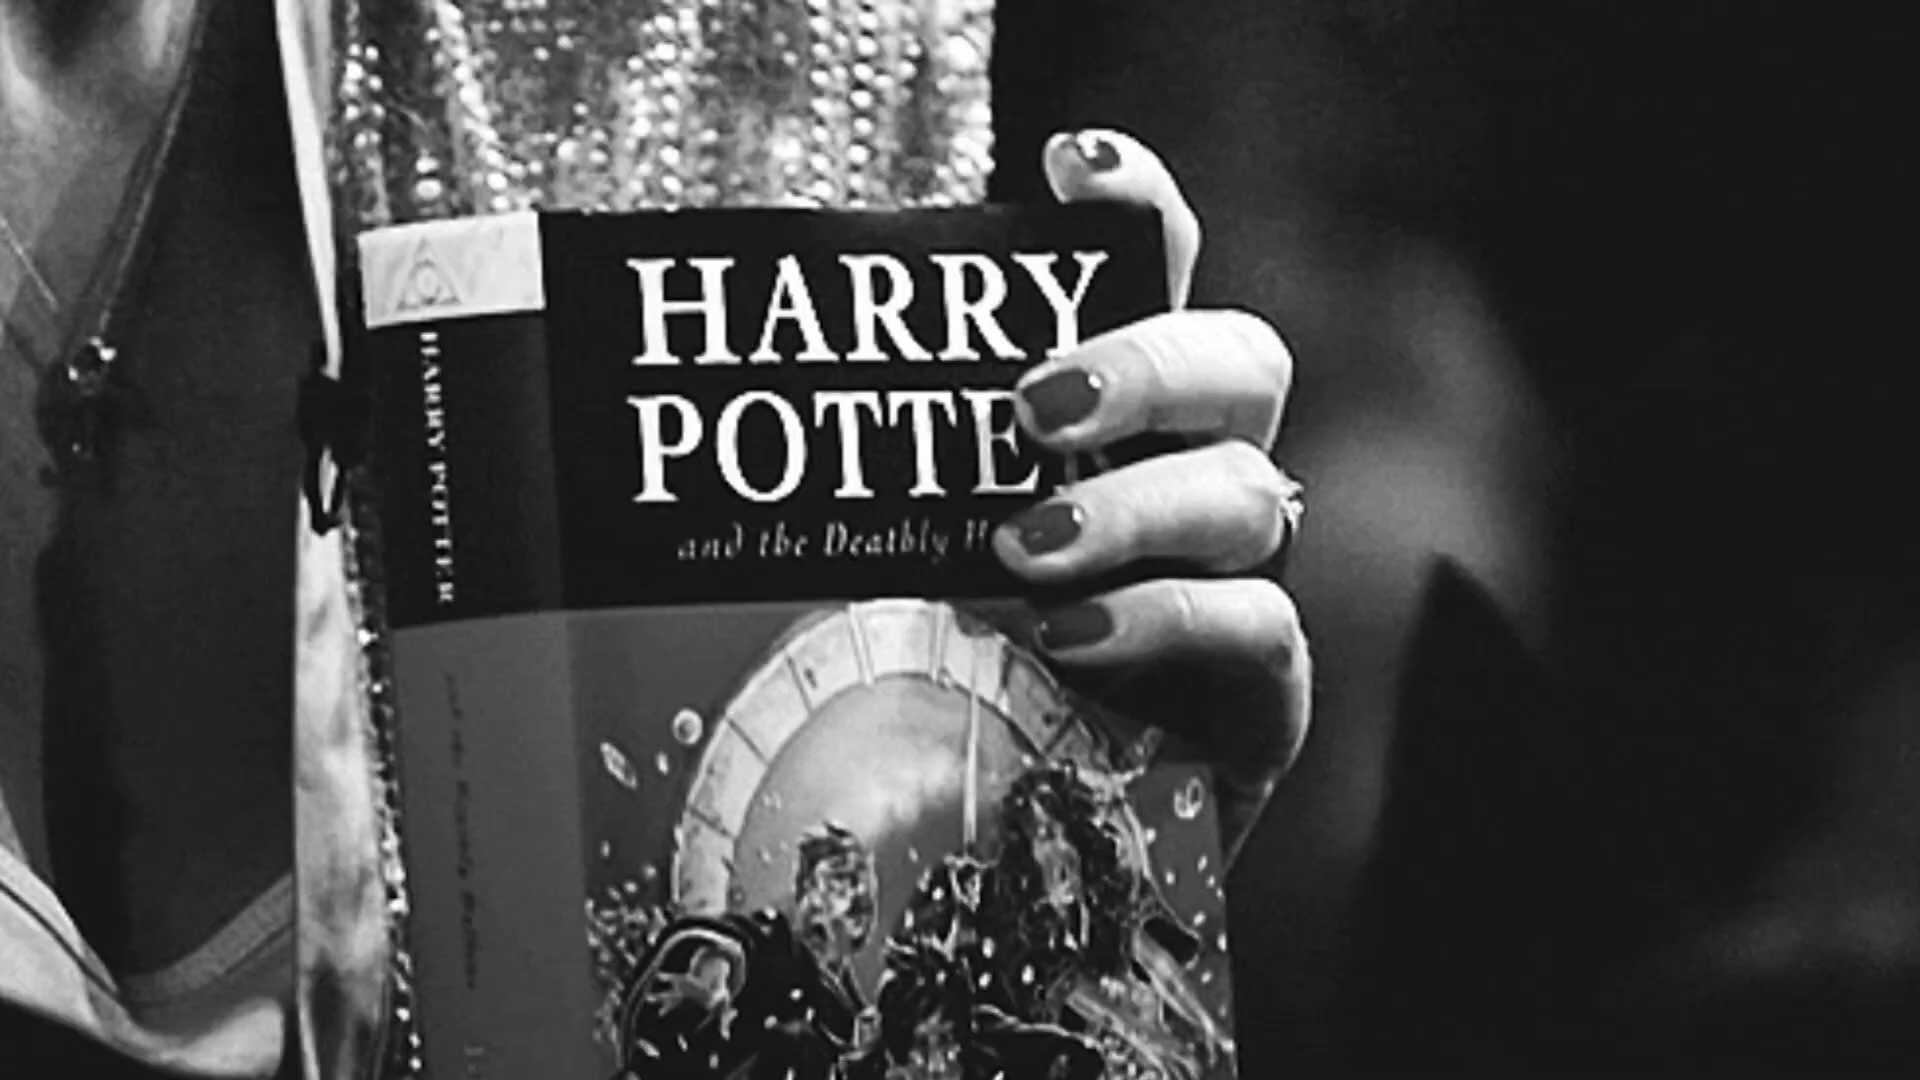 HARRY
POTTE
and the Deathly H
HARRY POTTER